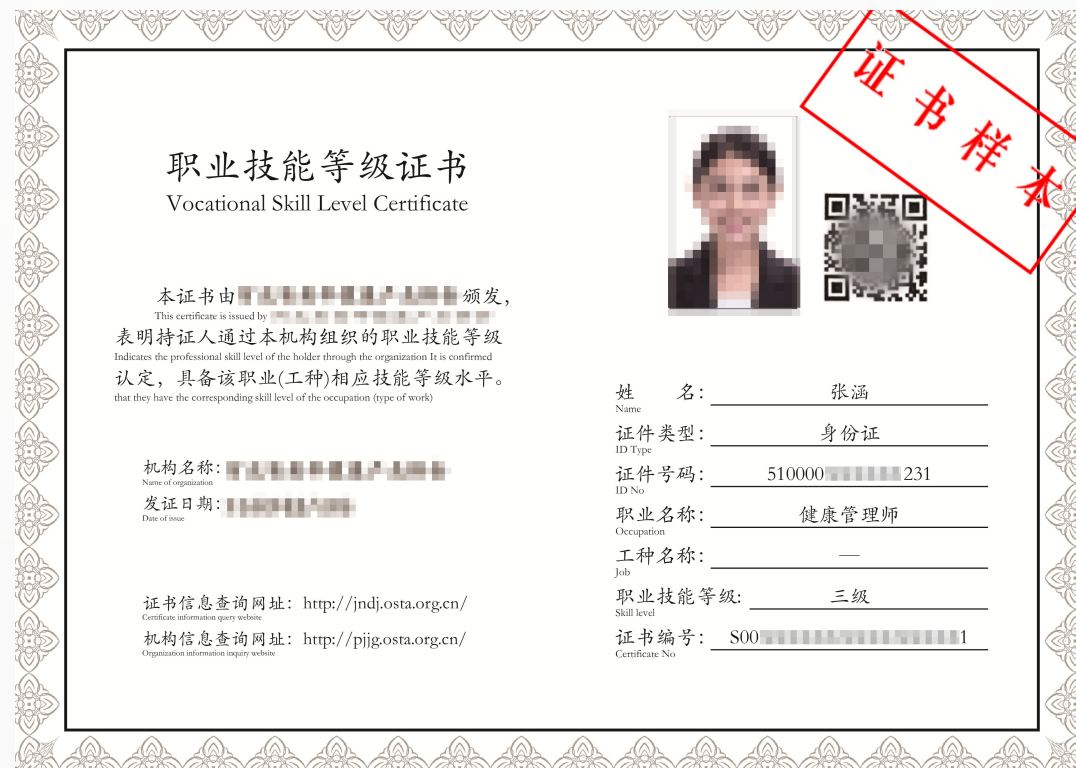 证书样本
职业技能等级证书
Vocational Skill Level Certificate
本证书由 颁发，
This certificate is issued by
表明持证人通过本机构组织的职业技能等级
Indicates the professional skill level of the holder through the organization It is confirmed
认定，具备该职业(工种)相应技能等级水平。
that they have the corresponding skill level of the occupation (type of work)
机构名称：
Name of organization
发证日期：
Date of issue
证书信息查询网址：http://jndj.osta.org.cn/
Certificate information query website
机构信息查询网址：http://pjjg.osta.org.cn/
Organization information inquiry website
姓 名：张涵
Name
证件类型：身份证
ID Type
证件号码：510000 231
ID No
职业名称：健康管理师
Occupation
工种名称：—
Job
职业技能等级：三级
Skill level
证书编号：S00 1
Certificate No